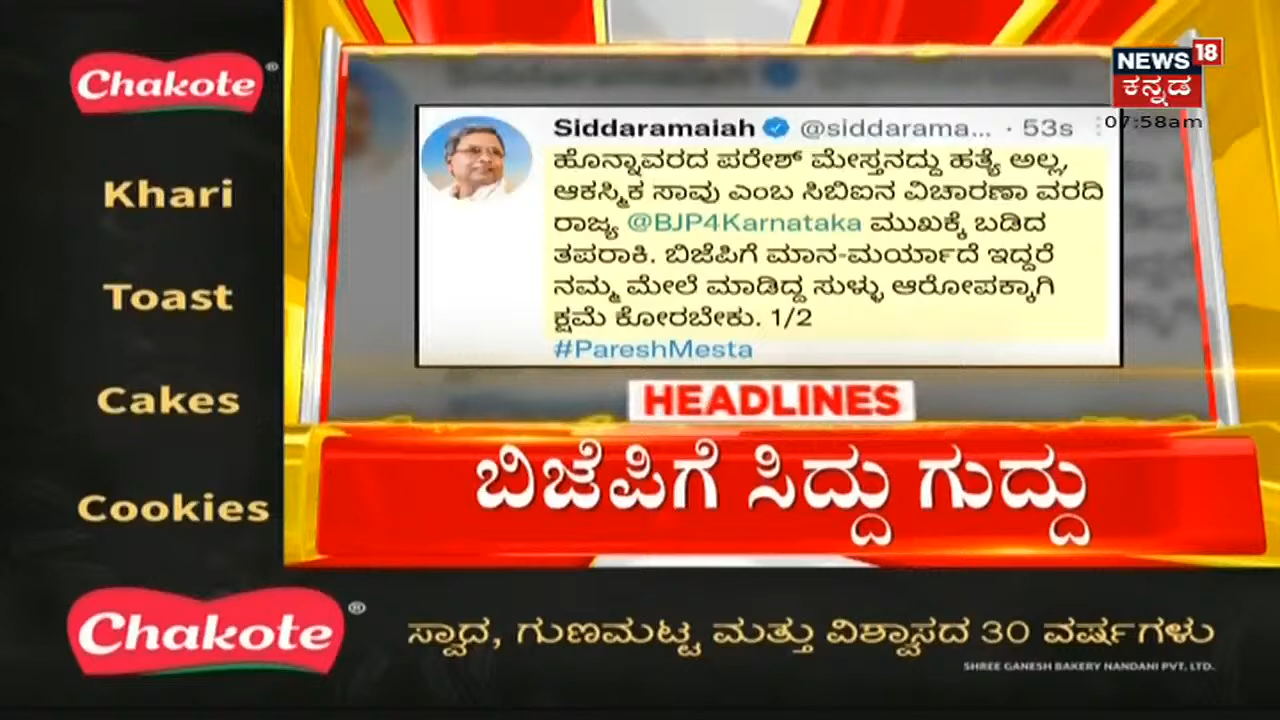 Chakote®
Khari
Toast
Cakes
Cookies
NEWS 18
ಕನ್ನಡ
07:58am
Siddaramaiah @siddarama... · 53s
ಹೊನ್ನಾವರದ ಪರೇಶ್ ಮೇಸ್ತನದ್ದು ಹತ್ಯೆ ಅಲ್ಲ,
ಆಕಸ್ಮಿಕ ಸಾವು ಎಂಬ ಸಿಬಿಐನ ವಿಚಾರಣಾ ವರದಿ
ರಾಜ್ಯ @BJP4Karnataka ಮುಖಕ್ಕೆ ಬಡಿದ
ತಪರಾಕಿ. ಬಿಜೆಪಿಗೆ ಮಾನ-ಮರ್ಯಾದೆ ಇದ್ದರೆ
ನಮ್ಮ ಮೇಲೆ ಮಾಡಿದ್ದ ಸುಳ್ಳು ಆರೋಪಕ್ಕಾಗಿ
ಕ್ಷಮೆ ಕೋರಬೇಕು. 1/2
#PareshMesta
HEADLINES
ಬಿಜೆಪಿಗೆ ಸಿದ್ದು ಗುದ್ದು
Chakote®
ಸ್ವಾದ, ಗುಣಮಟ್ಟ ಮತ್ತು ವಿಶ್ವಾಸದ 30 ವರ್ಷಗಳು
SHREE GANESH BAKERY NANDANI PVT. LTD.